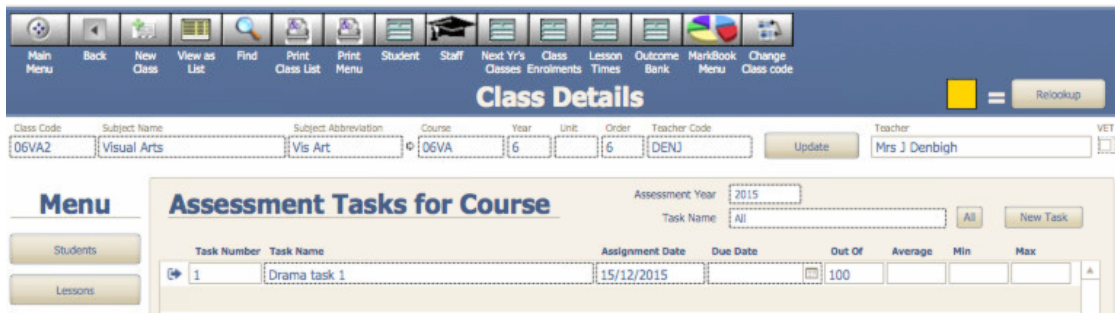 Main Menu Back New Class View as List Find Print Class List Print Menu Student Staff Next Yr's Classes Class Enrolments Lesson Times Outcome Bank MarkBook Menu Change Class code
Class Details = Relookup
Class Code Subject Name Subject Abbreviation Course Year Unit Order Teacher Code Teacher VET
06VA2 Visual Arts Vis Art 06VA 6 6 DENJ Update Mrs J Denbigh
Menu
Students
Lessons
Assessment Tasks for Course
Assessment Year 2015
Task Name All All New Task
Task Number Task Name Assignment Date Due Date Out Of Average Min Max
1 Drama task 1 15/12/2015 100